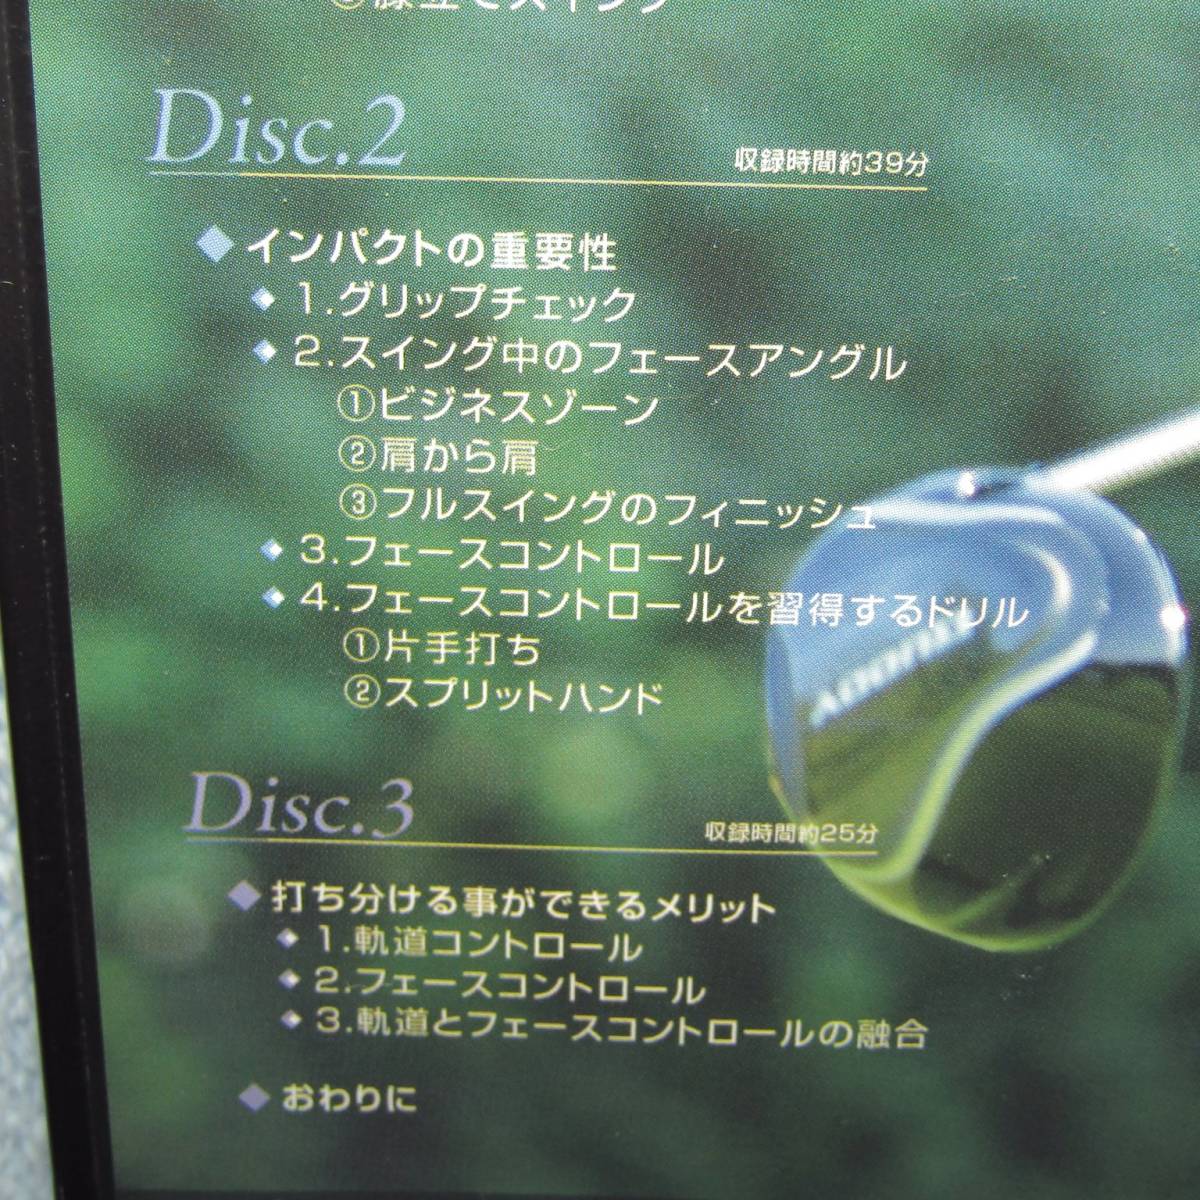 膝立てスイング
Disc.2
収録時間約39分
◆インパクトの重要性
◆1.グリップチェック
◆2.スイング中のフェースアングル
①ビジネスゾーン
②肩から肩
③フルスイングのフィニッシュ
◆3.フェースコントロール
◆4.フェースコントロールを習得するドリル
①片手打ち
②スプリットハンド
Disc.3
収録時間約25分
◆打ち分ける事ができるメリット
◆1.軌道コントロール
◆2.フェースコントロール
◆3.軌道とフェースコントロールの融合
◆おわりに